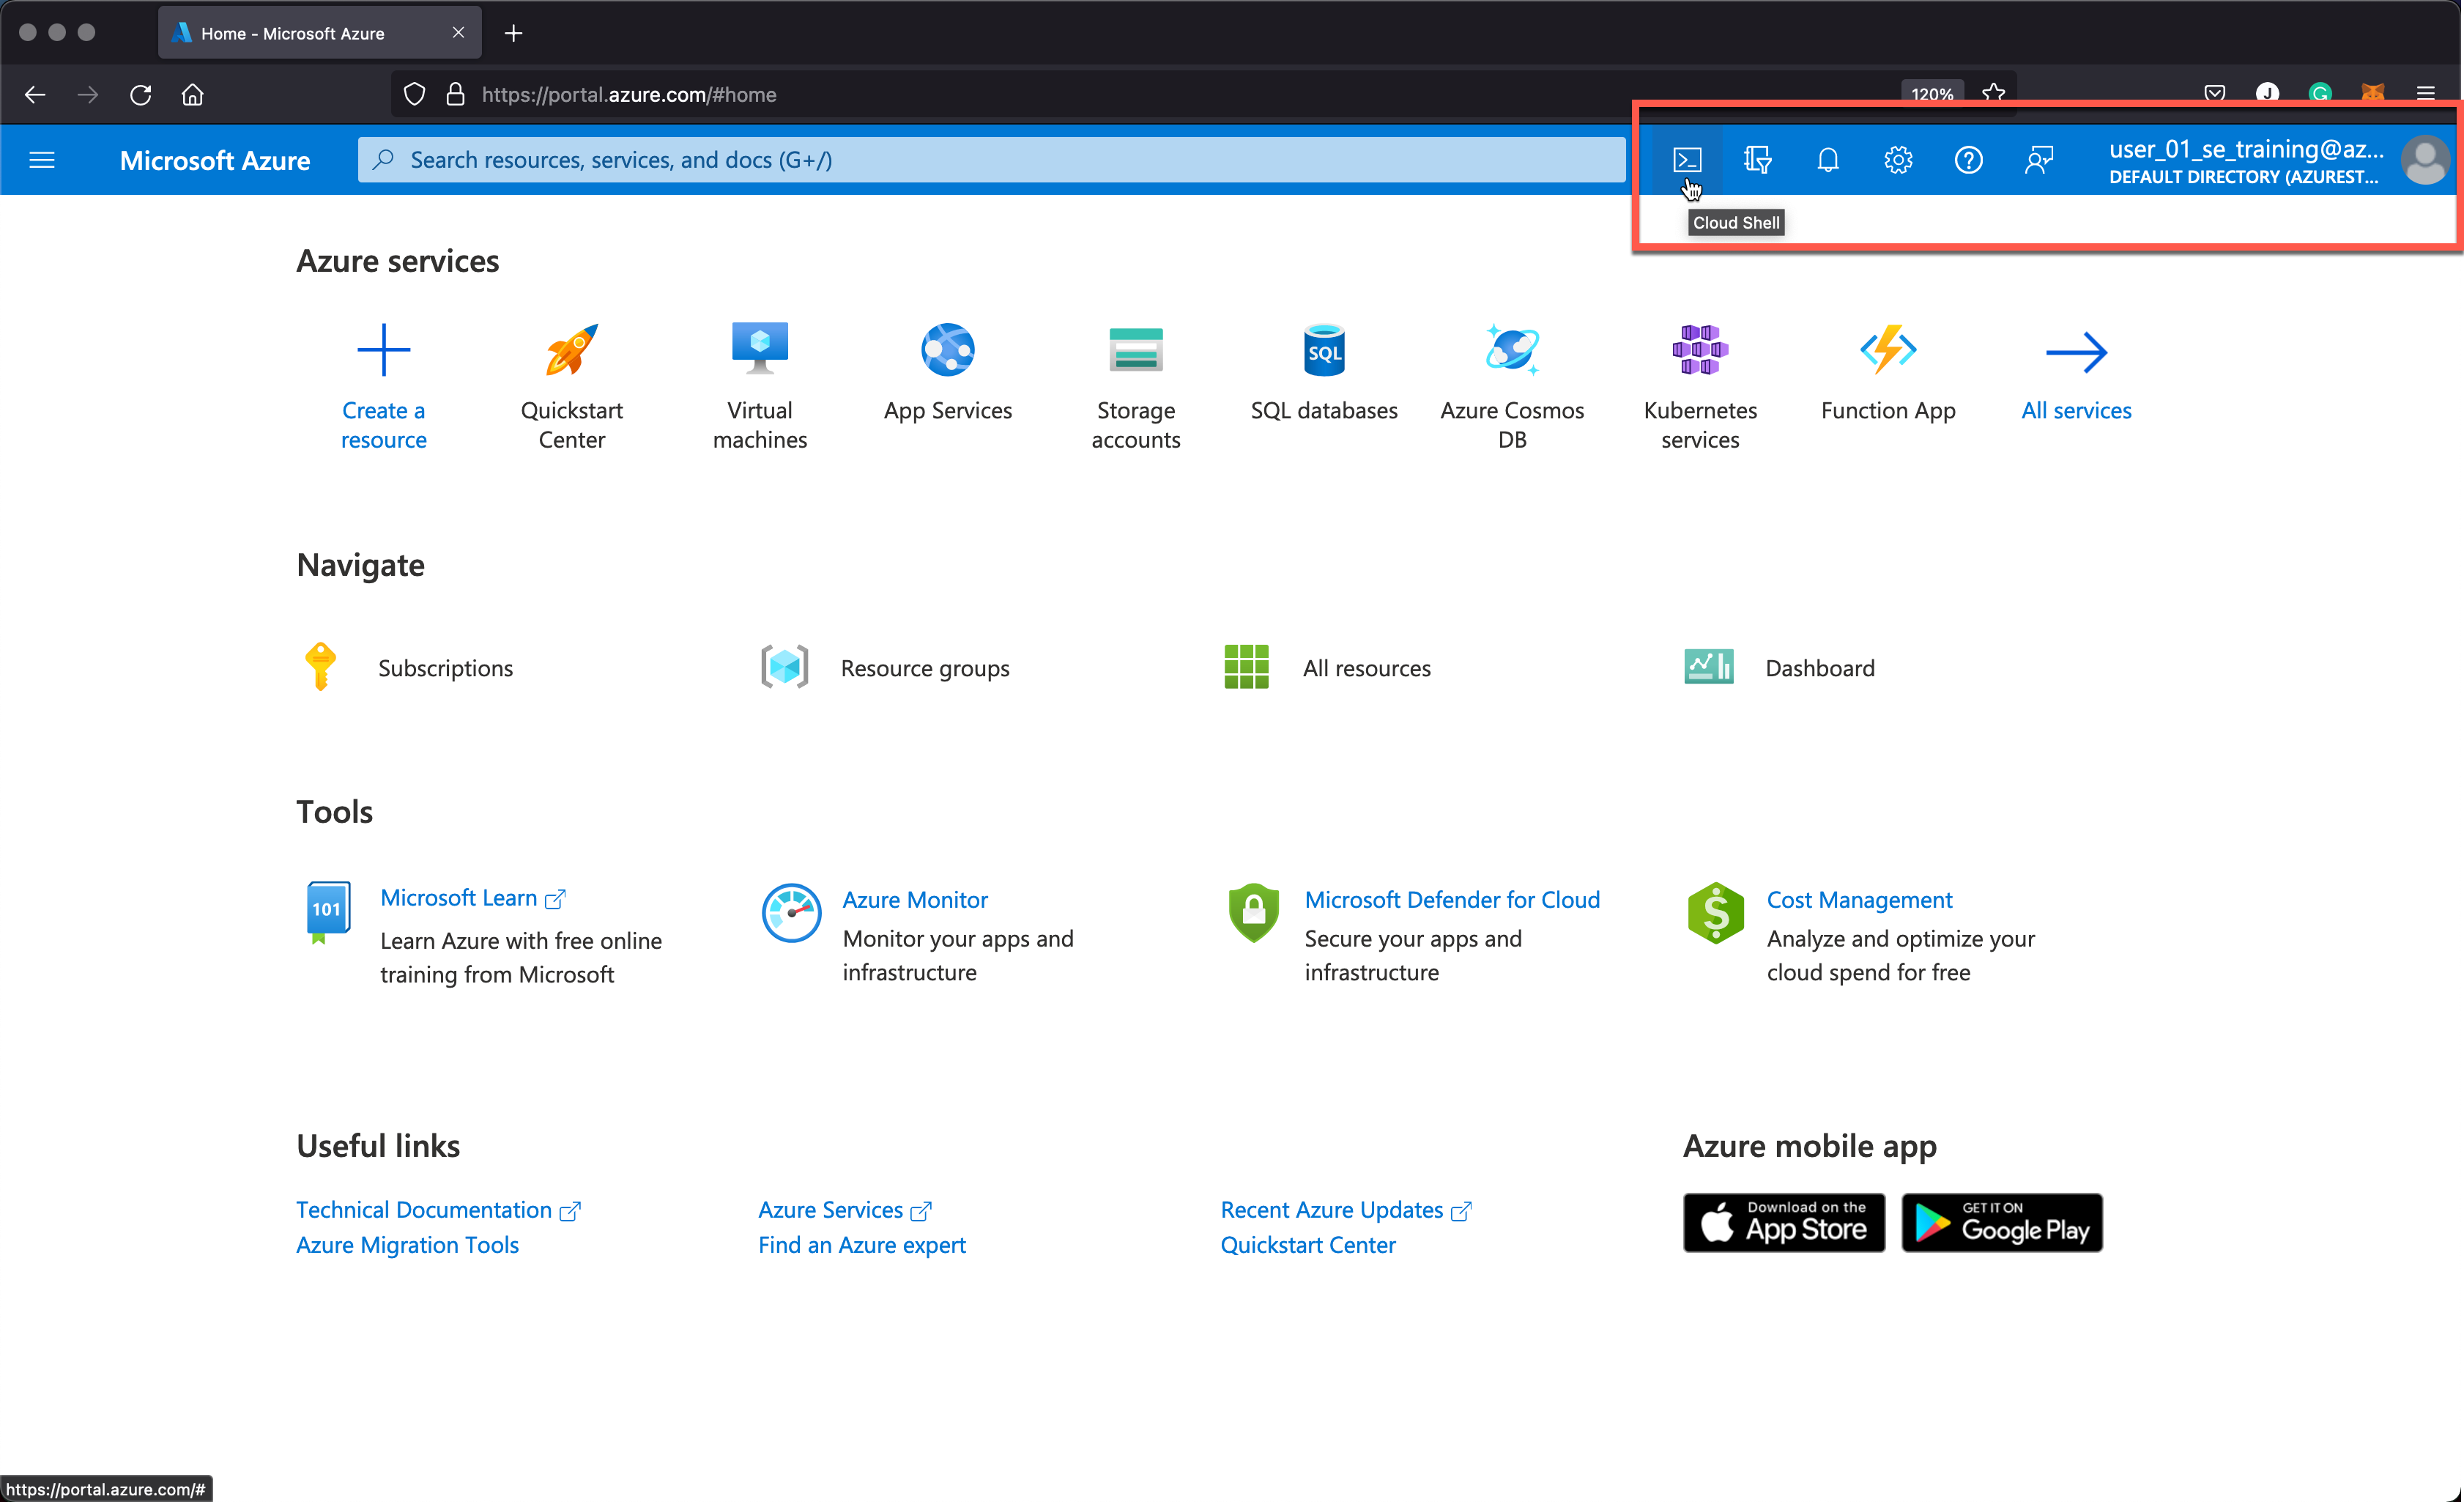 Home - Microsoft Azure
https://portal.azure.com/#home
120%
J
G
Microsoft Azure
Search resources, services, and docs (G+/)
user_01_se_training@az...
DEFAULT DIRECTORY (AZUREST...
Cloud Shell
Azure services
SQL
Create a resource
Quickstart Center
Virtual machines
App Services
Storage accounts
SQL databases
Azure Cosmos DB
Kubernetes services
Function App
All services
Navigate
Subscriptions
Resource groups
All resources
Dashboard
Tools
101
Microsoft Learn
Learn Azure with free online
training from Microsoft
Azure Monitor
Monitor your apps and
infrastructure
Microsoft Defender for Cloud
Secure your apps and
infrastructure
$
Cost Management
Analyze and optimize your
cloud spend for free
Useful links
Technical Documentation
Azure Migration Tools
Azure Services
Find an Azure expert
Recent Azure Updates
Quickstart Center
Azure mobile app
Download on the
App Store
GET IT ON
Google Play
https://portal.azure.com/#